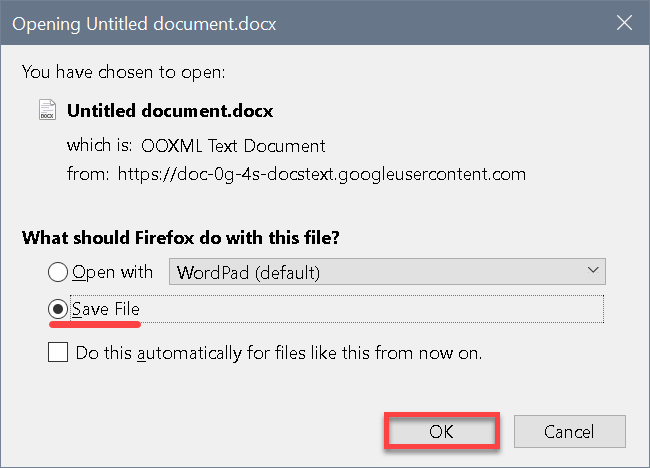 Opening Untitled document.docx
You have chosen to open:
DOCX
Untitled document.docx
which is: OOXML Text Document
from: https://doc-0g-4s-docstext.googleusercontent.com
What should Firefox do with this file?
Open with WordPad (default)
Save File
Do this automatically for files like this from now on.
OK Cancel